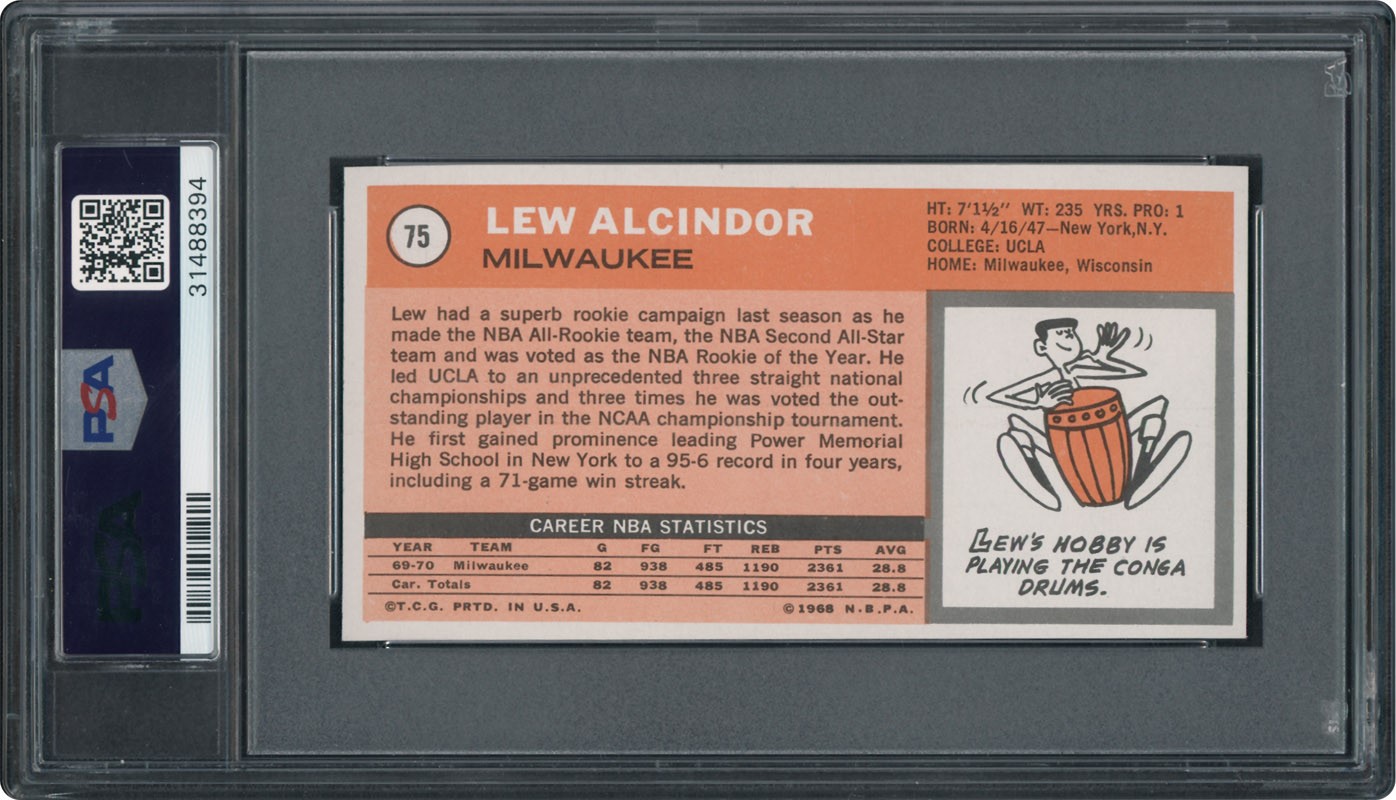 31488394
PSA
PSA
75
LEW ALCINDOR
MILWAUKEE
HT: 7'1½" WT: 235 YRS. PRO: 1
BORN: 4/16/47—New York,N.Y.
COLLEGE: UCLA
HOME: Milwaukee, Wisconsin
Lew had a superb rookie campaign last season as he
made the NBA All-Rookie team, the NBA Second All-Star
team and was voted as the NBA Rookie of the Year. He
led UCLA to an unprecedented three straight national
championships and three times he was voted the out-
standing player in the NCAA championship tournament.
He first gained prominence leading Power Memorial
High School in New York to a 95-6 record in four years,
including a 71-game win streak.
CAREER NBA STATISTICS
YEAR TEAM G FG FT REB PTS AVG
69-70 Milwaukee 82 938 485 1190 2361 28.8
Car. Totals 82 938 485 1190 2361 28.8
©T.C.G. PRTD. IN U.S.A. ©1968 N.B.P.A.
LEW'S HOBBY IS
PLAYING THE CONGA
DRUMS.